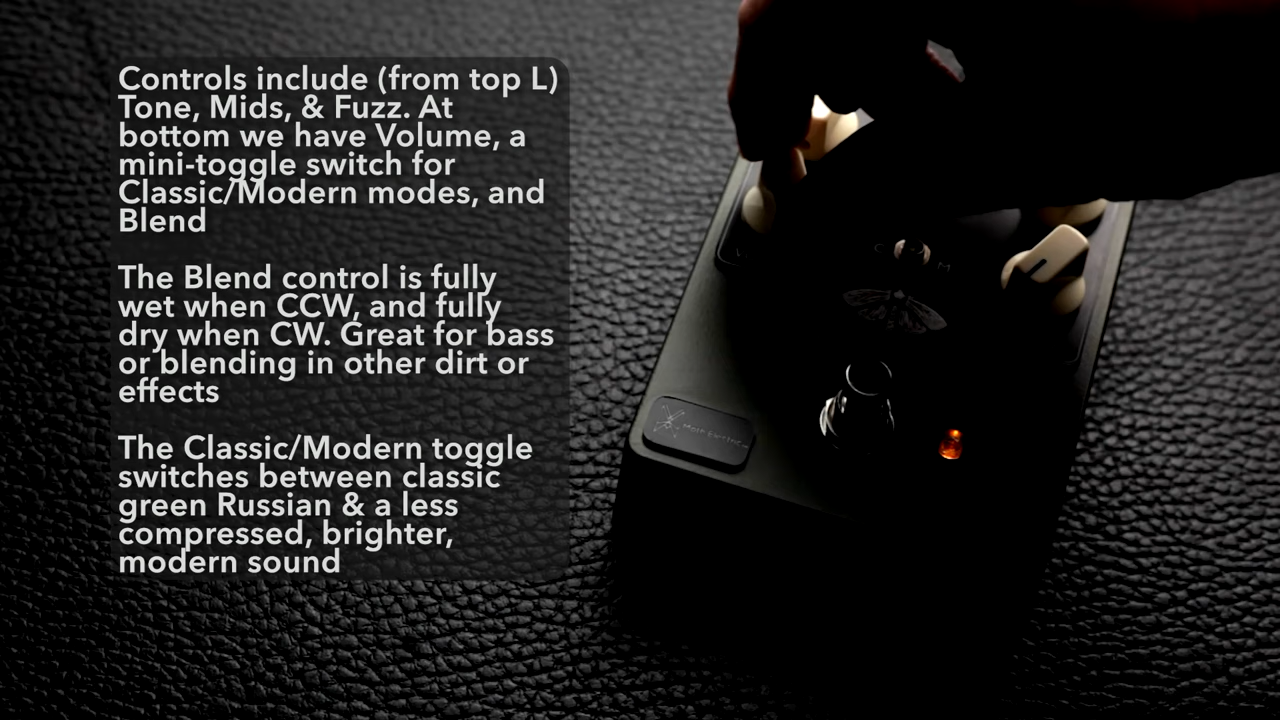 Controls include (from top L)
Tone, Mids, & Fuzz. At
bottom we have Volume, a
mini-toggle switch for
Classic/Modern modes, and
Blend
The Blend control is fully
wet when CCW, and fully
dry when CW. Great for bass
or blending in other dirt or
effects
The Classic/Modern toggle
switches between classic
green Russian & a less
compressed, brighter,
modern sound
Moth Electric
C M